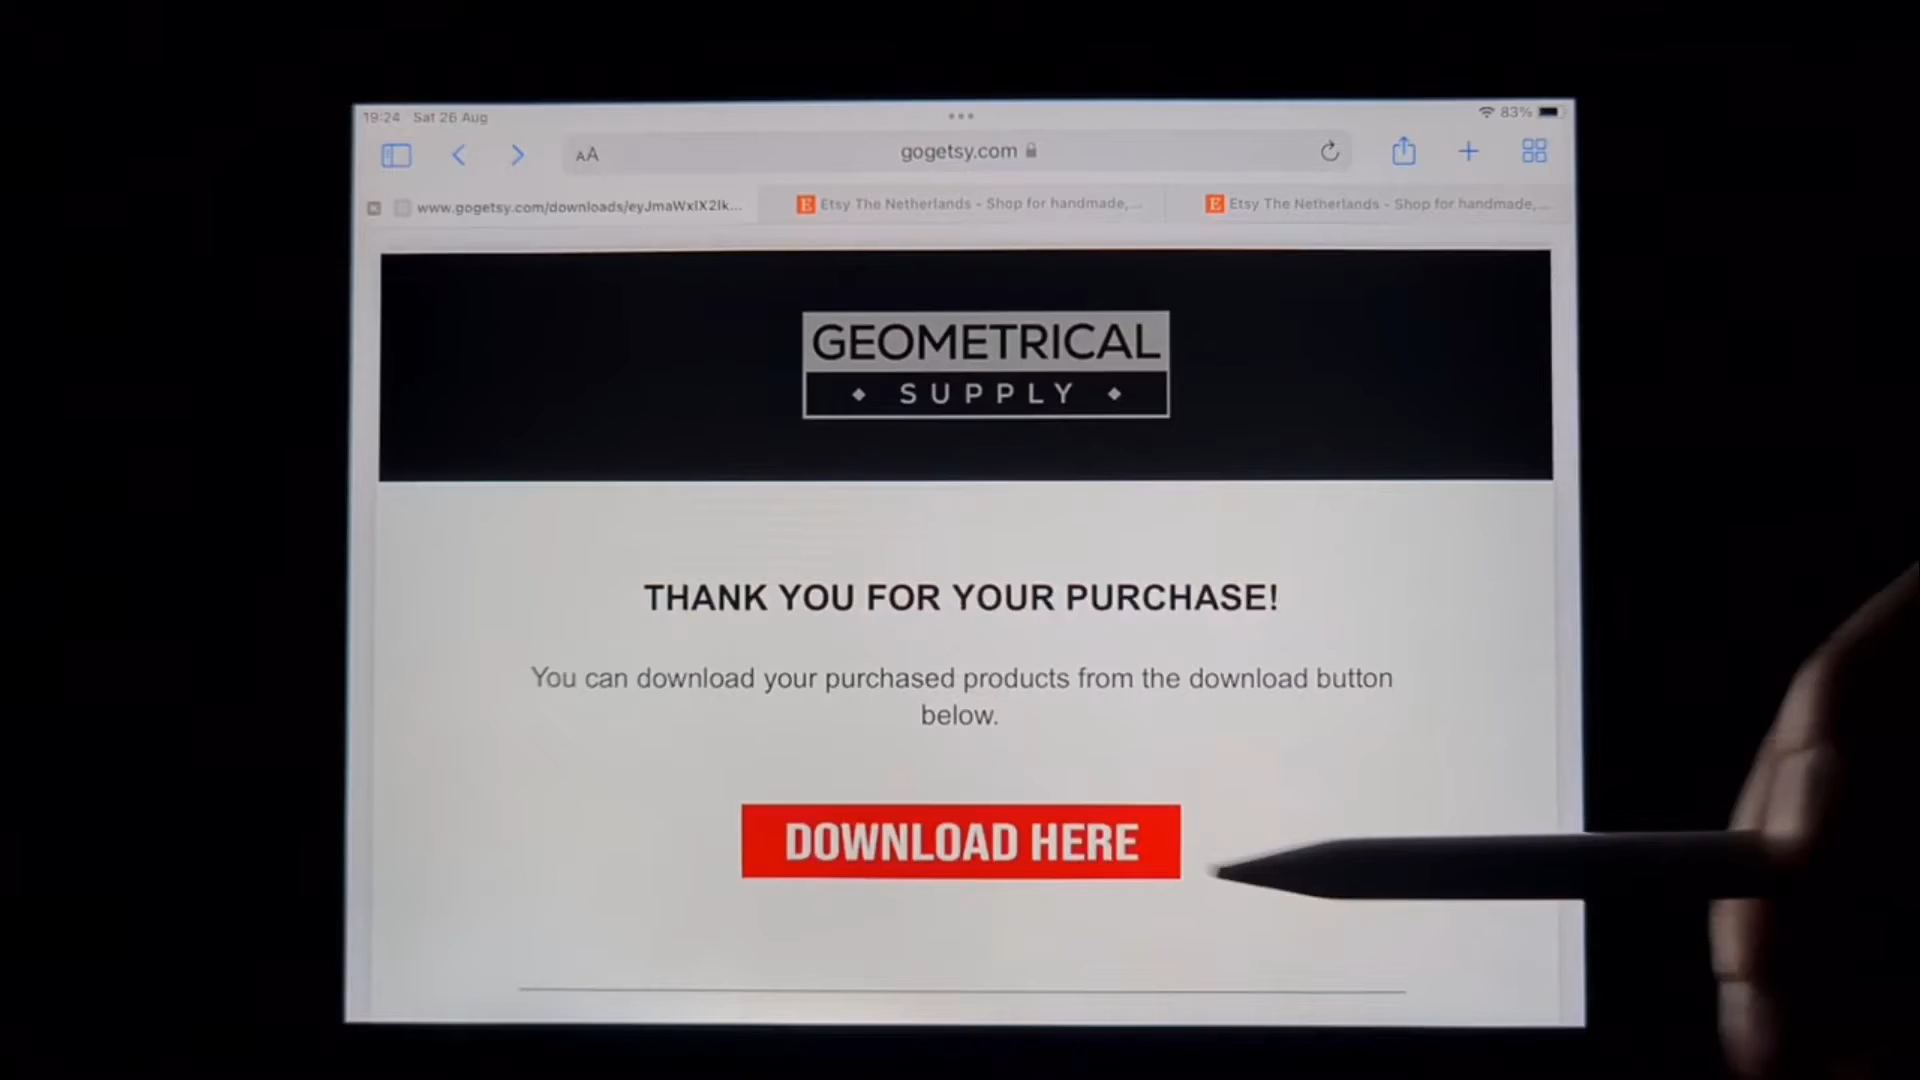 19:24 Sat 26 Aug
83%
AA
gogetsy.com
www.gogetsy.com/downloads/eyJmaWxlX2lk...
Etsy The Netherlands - Shop for handmade,...
Etsy The Netherlands - Shop for handmade,...
GEOMETRICAL
SUPPLY
THANK YOU FOR YOUR PURCHASE!
You can download your purchased products from the download button
below.
DOWNLOAD HERE